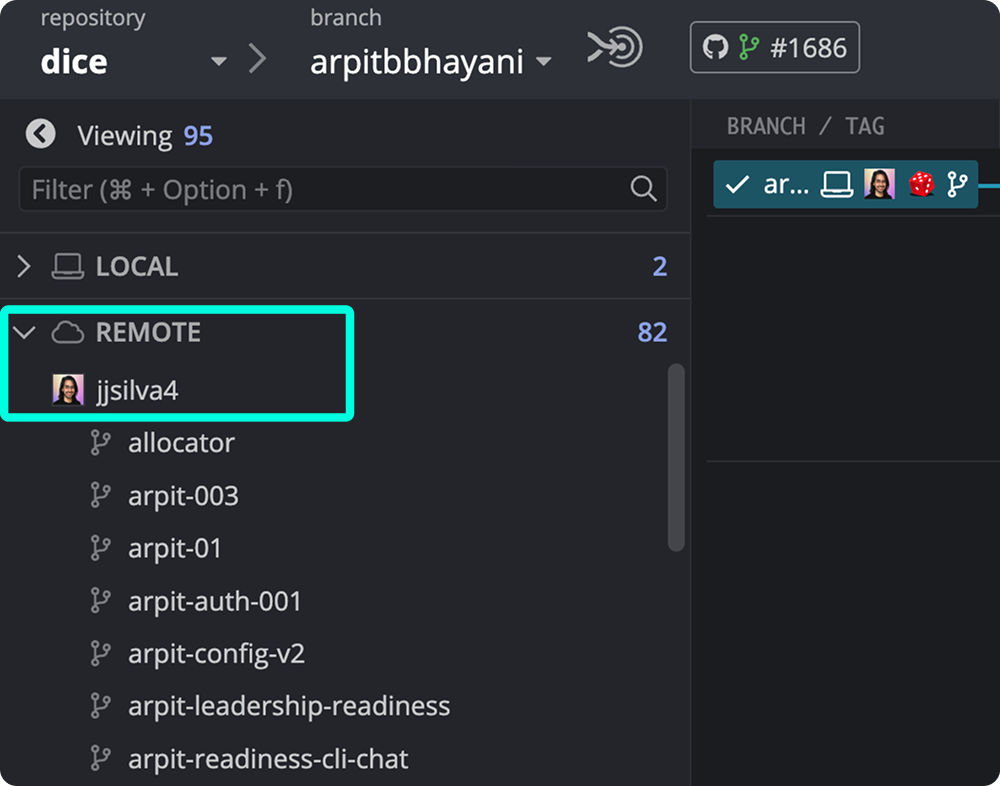 repository
dice
branch
arpitbbhayani
#1686
Viewing 95
Filter (⌘ + Option + f)
LOCAL 2
REMOTE 82
jjsilva4
allocator
arpit-003
arpit-01
arpit-auth-001
arpit-config-v2
arpit-leadership-readiness
arpit-readiness-cli-chat
BRANCH / TAG
ar...